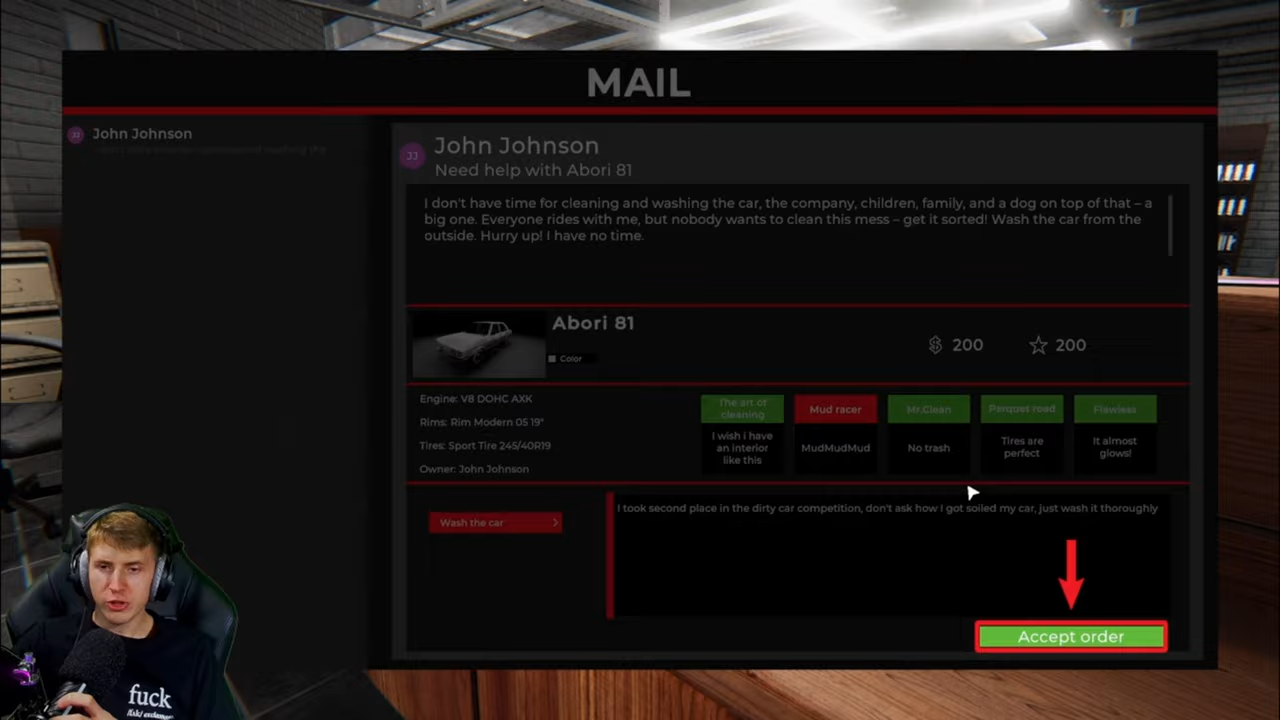 MAIL
JJ
John Johnson
JJ
John Johnson
Need help with Abori 81
I don't have time for cleaning and washing the car, the company, children, family, and a dog on top of that – a
big one. Everyone rides with me, but nobody wants to clean this mess – get it sorted! Wash the car from the
outside. Hurry up! I have no time.
Abori 81
Color
200
200
Engine: V8 DOHC AXK
Rims: Rim Modern 05 19"
Tires: Sport Tire 245/40R19
Owner: John Johnson
The art of
cleaning
I wish i have
an interior
like this
Mud racer
MudMudMud
Mr.Clean
No trash
Parquet road
Tires are
perfect
Flawless
It almost
glows!
Wash the car
I took second place in the dirty car competition, don't ask how I got soiled my car, just wash it thoroughly
Accept order
fuck